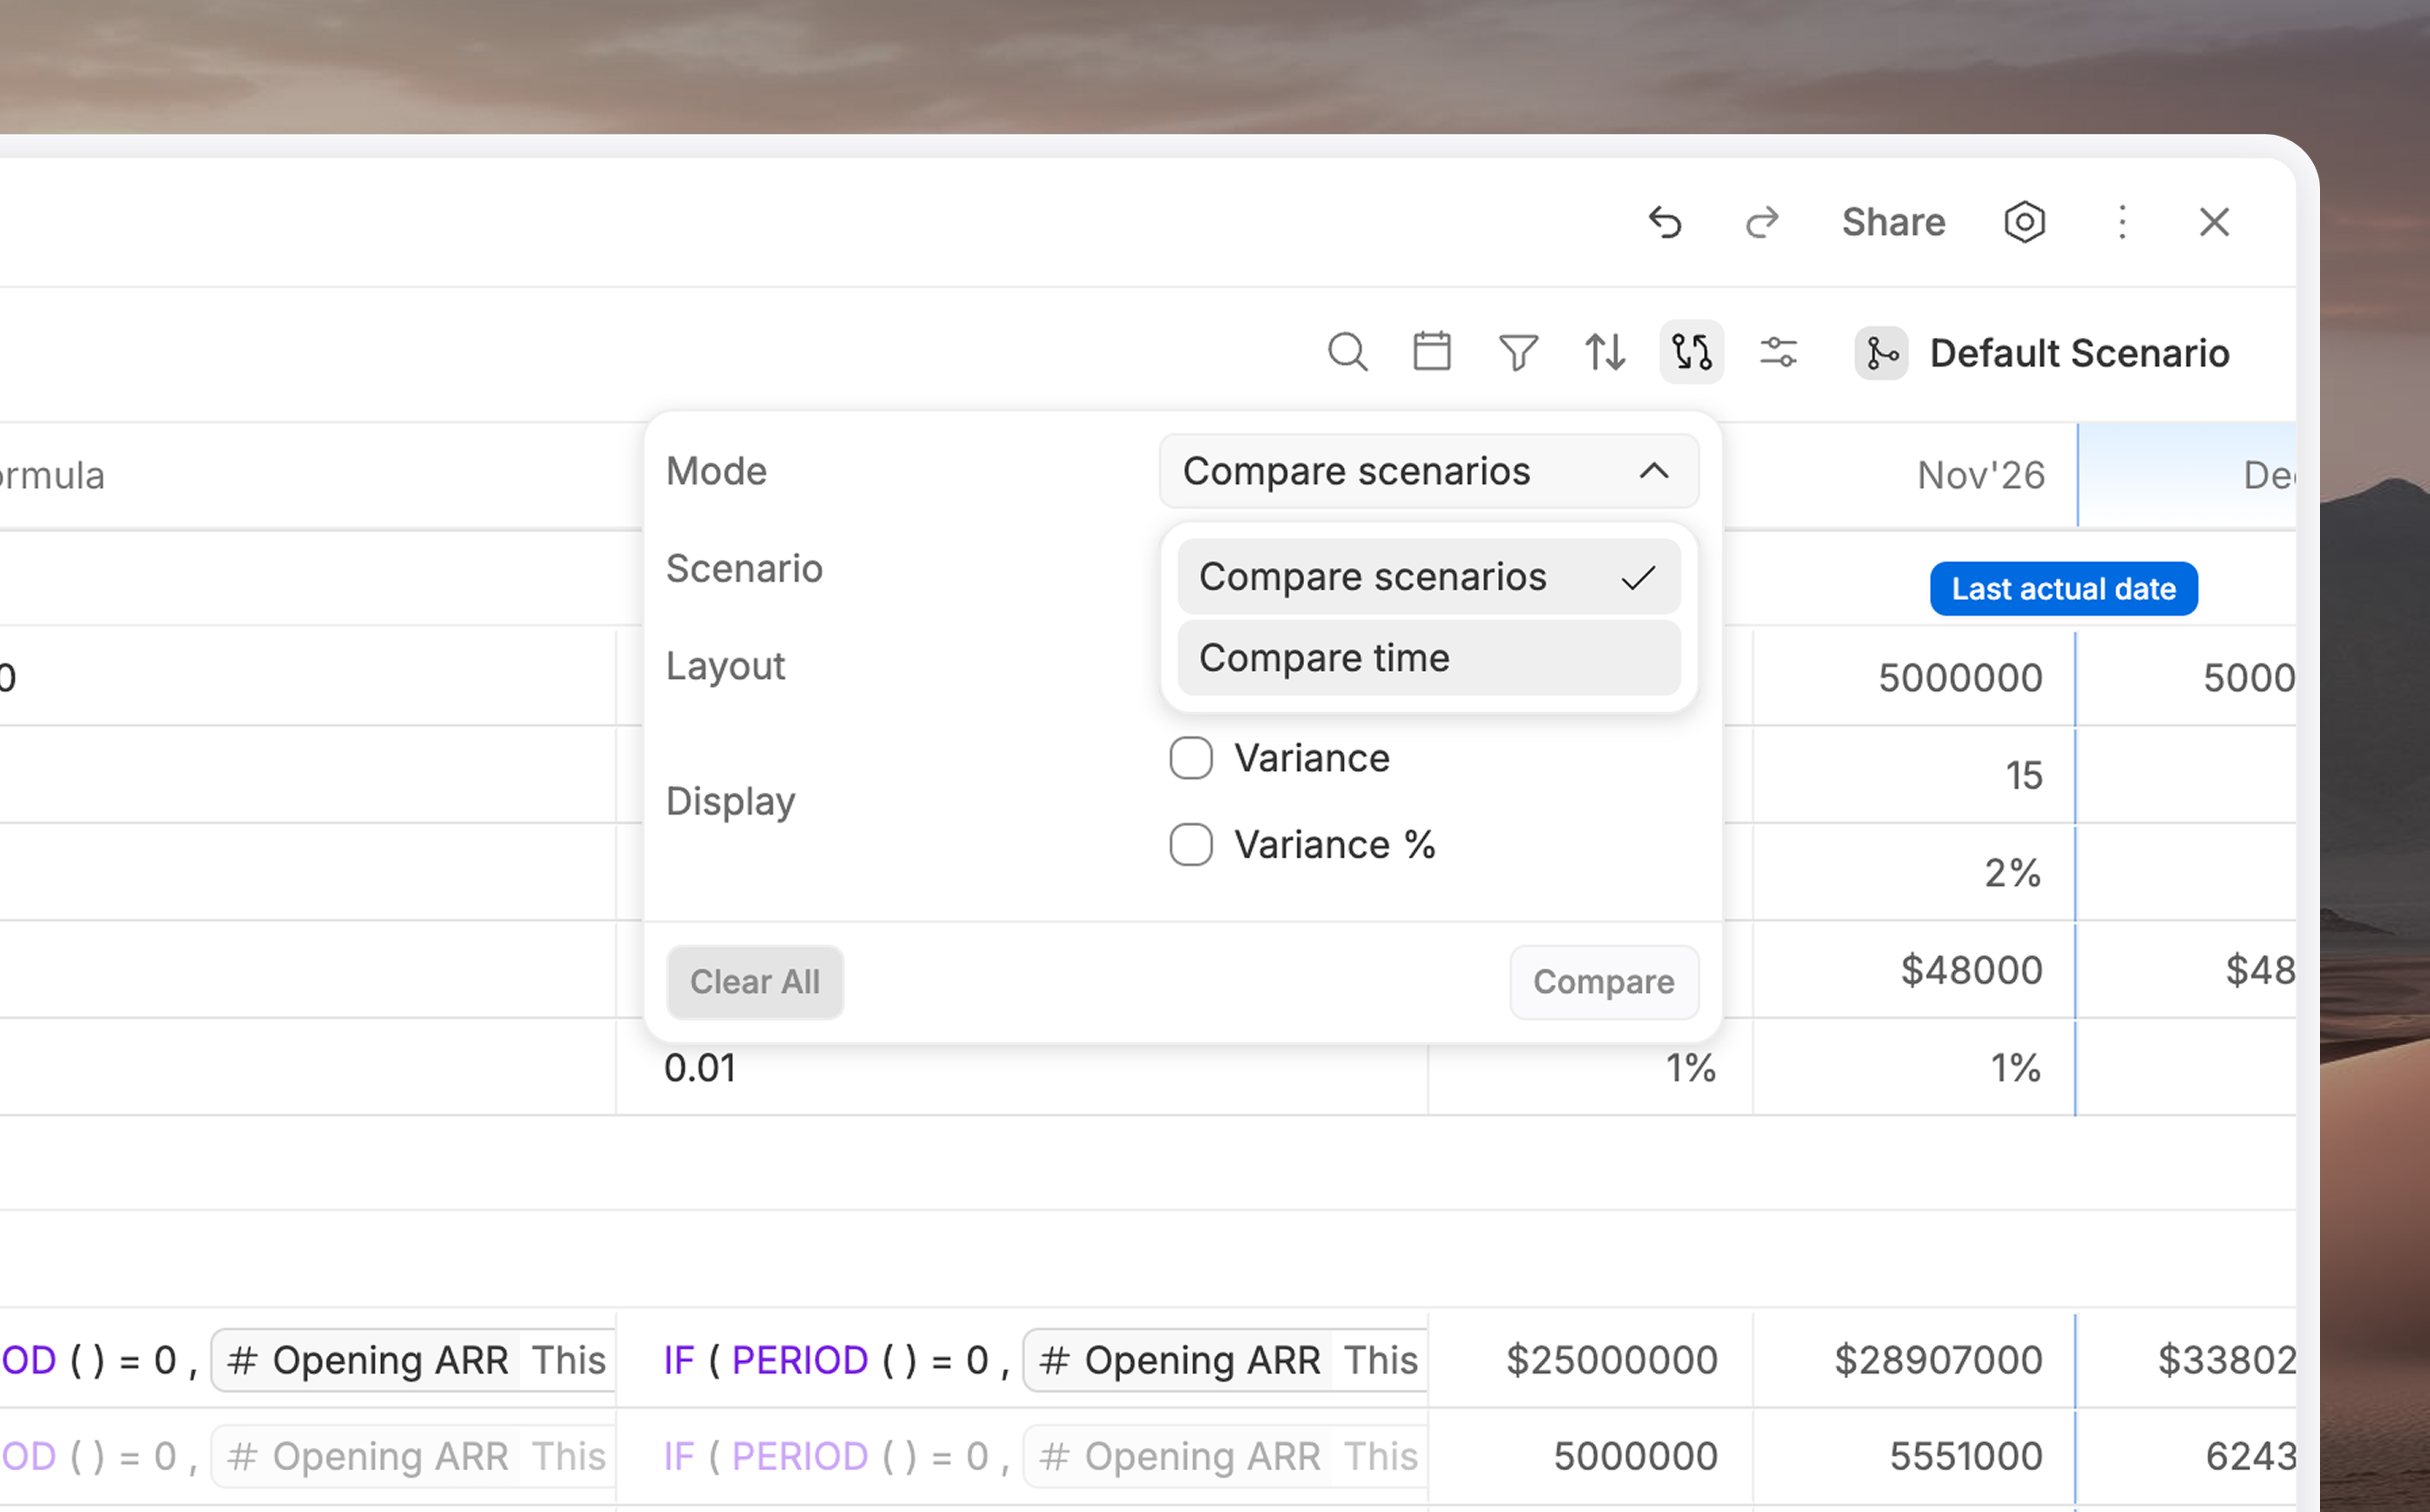 Share
Default Scenario
ormula
Nov'26
Dec
Mode
Compare scenarios
Compare scenarios
Compare time
Scenario
Layout
Display
Variance
Variance %
Clear All
Compare
Last actual date
0 5000000 5000
15
2%
$48000 $48
0.01 1% 1%
OD ( ) = 0 , # Opening ARR This IF ( PERIOD ( ) = 0 , # Opening ARR This $25000000 $28907000 $33802
OD ( ) = 0 , # Opening ARR This IF ( PERIOD ( ) = 0 , # Opening ARR This 5000000 5551000 6243